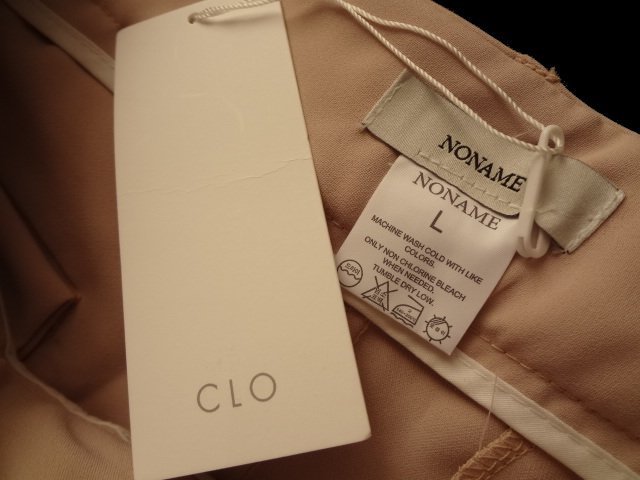 CLO
NONAME
NONAME
L
MACHINE WASH COLD WITH LIKE
COLORS.
ONLY NON CHLORINE BLEACH
WHEN NEEDED.
TUMBLE DRY LOW.